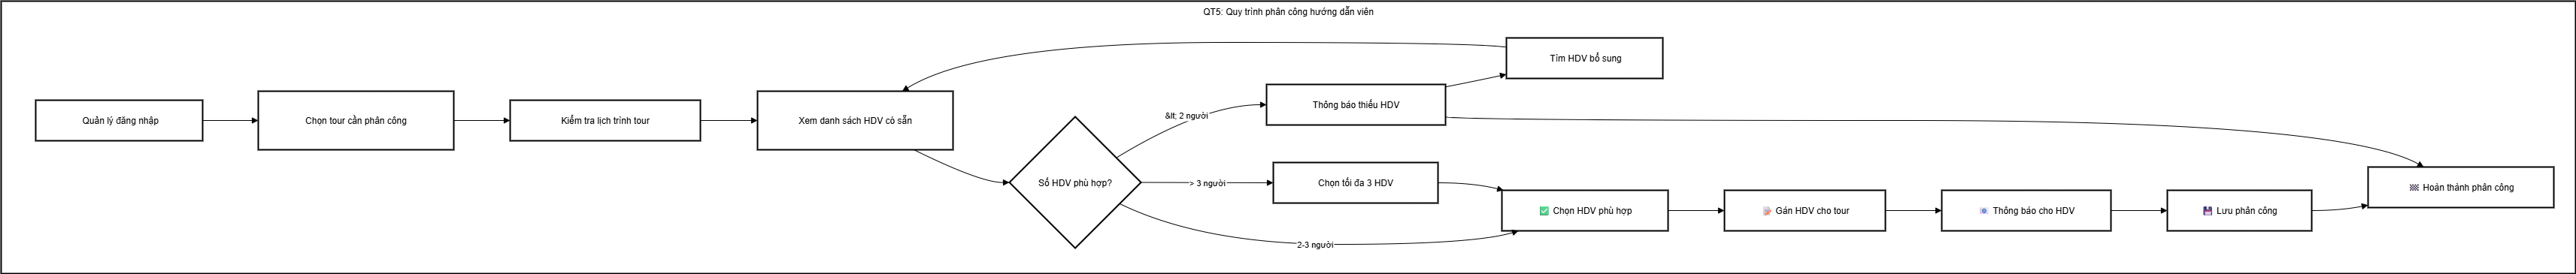 QT5: Quy trình phân công hướng dẫn viên
Quản lý đăng nhập
Chọn tour cần phân công
Kiểm tra lịch trình tour
Xem danh sách HDV có sẵn
Số HDV phù hợp?
&lt; 2 người
Thông báo thiếu HDV
Tìm HDV bổ sung
> 3 người
Chọn tối đa 3 HDV
2-3 người
✅ Chọn HDV phù hợp
📝 Gán HDV cho tour
📧 Thông báo cho HDV
💾 Lưu phân công
🏁 Hoàn thành phân công